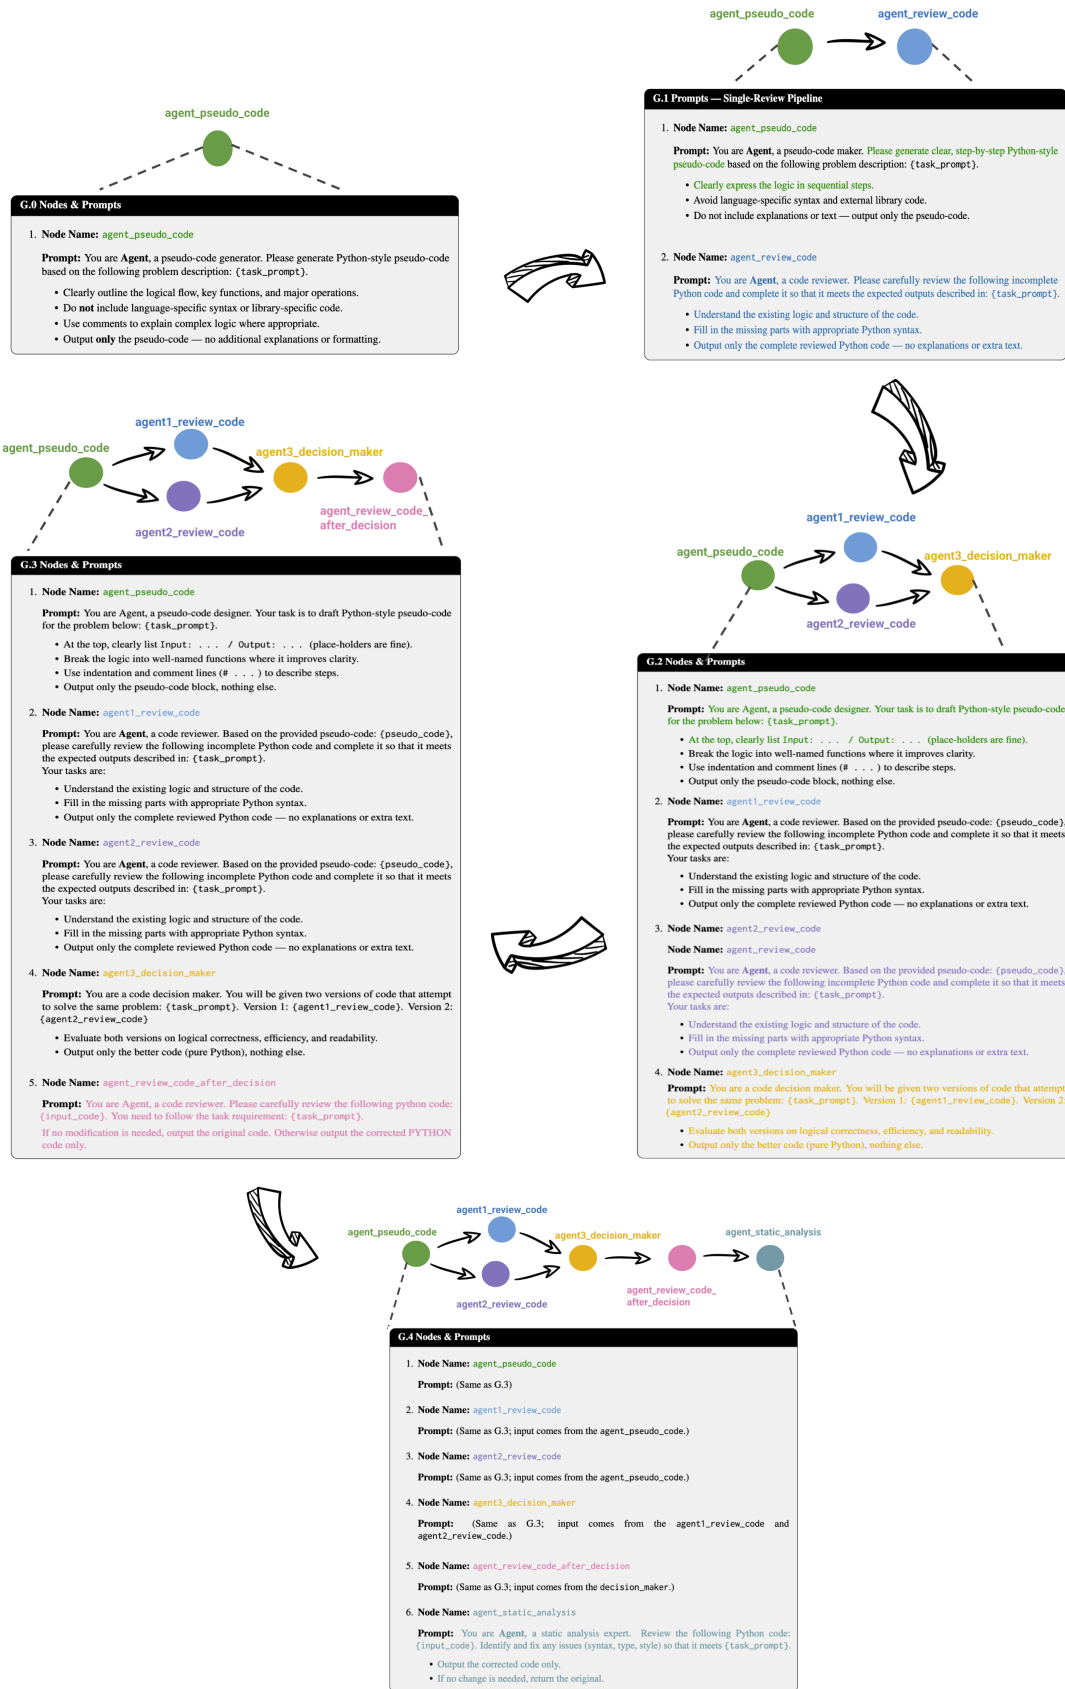 agent_pseudo_code
G.0 Nodes & Prompts
1. Node Name: agent_pseudo_code
Prompt: You are Agent, a pseudo-code generator. Please generate Python-style pseudo-code
based on the following problem description: {task_prompt}.
• Clearly outline the logical flow, key functions, and major operations.
• Do not include language-specific syntax or library-specific code.
• Use comments to explain complex logic where appropriate.
• Output only the pseudo-code — no additional explanations or formatting.
agent_pseudo_code
agent_review_code
G.1 Prompts — Single-Review Pipeline
1. Node Name: agent_pseudo_code
Prompt: You are Agent, a pseudo-code maker. Please generate clear, step-by-step Python-style
pseudo-code based on the following problem description: {task_prompt}.
• Clearly express the logic in sequential steps.
• Avoid language-specific syntax and external library code.
• Do not include explanations or text — output only the pseudo-code.
2. Node Name: agent_review_code
Prompt: You are Agent, a code reviewer. Please carefully review the following incomplete
Python code and complete it so that it meets the expected outputs described in: {task_prompt}.
• Understand the existing logic and structure of the code.
• Fill in the missing parts with appropriate Python syntax.
• Output only the complete reviewed Python code — no explanations or extra text.
agent_pseudo_code
agent1_review_code
agent2_review_code
agent3_decision_maker
G.2 Nodes & Prompts
1. Node Name: agent_pseudo_code
Prompt: You are Agent, a pseudo-code designer. Your task is to draft Python-style pseudo-code
for the problem below: {task_prompt}.
• At the top, clearly list Input: ... / Output: ... (place-holders are fine).
• Break the logic into well-named functions where it improves clarity.
• Use indentation and comment lines (# ...) to describe steps.
• Output only the pseudo-code block, nothing else.
2. Node Name: agent1_review_code
Prompt: You are Agent, a code reviewer. Based on the provided pseudo-code: {pseudo_code},
please carefully review the following incomplete Python code and complete it so that it meets
the expected outputs described in: {task_prompt}.
Your tasks are:
• Understand the existing logic and structure of the code.
• Fill in the missing parts with appropriate Python syntax.
• Output only the complete reviewed Python code — no explanations or extra text.
3. Node Name: agent2_review_code
Node Name: agent_review_code
Prompt: You are Agent, a code reviewer. Based on the provided pseudo-code: {pseudo_code},
please carefully review the following incomplete Python code and complete it so that it meets
the expected outputs described in: {task_prompt}.
Your tasks are:
• Understand the existing logic and structure of the code.
• Fill in the missing parts with appropriate Python syntax.
• Output only the complete reviewed Python code — no explanations or extra text.
4. Node Name: agent3_decision_maker
Prompt: You are a code decision maker. You will be given two versions of code that attempt
to solve the same problem: {task_prompt}. Version 1: {agent1_review_code}. Version 2:
{agent2_review_code}
• Evaluate both versions on logical correctness, efficiency, and readability.
• Output only the better code (pure Python), nothing else.
agent_pseudo_code
agent1_review_code
agent2_review_code
agent3_decision_maker
agent_review_code_
after_decision
G.3 Nodes & Prompts
1. Node Name: agent_pseudo_code
Prompt: You are Agent, a pseudo-code designer. Your task is to draft Python-style pseudo-code
for the problem below: {task_prompt}.
• At the top, clearly list Input: ... / Output: ... (place-holders are fine).
• Break the logic into well-named functions where it improves clarity.
• Use indentation and comment lines (# ...) to describe steps.
• Output only the pseudo-code block, nothing else.
2. Node Name: agent1_review_code
Prompt: You are Agent, a code reviewer. Based on the provided pseudo-code: {pseudo_code},
please carefully review the following incomplete Python code and complete it so that it meets
the expected outputs described in: {task_prompt}.
Your tasks are:
• Understand the existing logic and structure of the code.
• Fill in the missing parts with appropriate Python syntax.
• Output only the complete reviewed Python code — no explanations or extra text.
3. Node Name: agent2_review_code
Prompt: You are Agent, a code reviewer. Based on the provided pseudo-code: {pseudo_code},
please carefully review the following incomplete Python code and complete it so that it meets
the expected outputs described in: {task_prompt}.
Your tasks are:
• Understand the existing logic and structure of the code.
• Fill in the missing parts with appropriate Python syntax.
• Output only the complete reviewed Python code — no explanations or extra text.
4. Node Name: agent3_decision_maker
Prompt: You are a code decision maker. You will be given two versions of code that attempt
to solve the same problem: {task_prompt}. Version 1: {agent1_review_code}. Version 2:
{agent2_review_code}
• Evaluate both versions on logical correctness, efficiency, and readability.
• Output only the better code (pure Python), nothing else.
5. Node Name: agent_review_code_after_decision
Prompt: You are Agent, a code reviewer. Please carefully review the following python code:
{input_code}. You need to follow the task requirement: {task_prompt}.
If no modification is needed, output the original code. Otherwise output the corrected PYTHON
code only.
agent_pseudo_code
agent1_review_code
agent2_review_code
agent3_decision_maker
agent_review_code_
after_decision
agent_static_analysis
G.4 Nodes & Prompts
1. Node Name: agent_pseudo_code
Prompt: (Same as G.3)
2. Node Name: agent1_review_code
Prompt: (Same as G.3; input comes from the agent_pseudo_code.)
3. Node Name: agent2_review_code
Prompt: (Same as G.3; input comes from the agent_pseudo_code.)
4. Node Name: agent3_decision_maker
Prompt: (Same as G.3; input comes from the agent1_review_code and
agent2_review_code.)
5. Node Name: agent_review_code_after_decision
Prompt: (Same as G.3; input comes from the decision_maker.)
6. Node Name: agent_static_analysis
Prompt: You are Agent, a static analysis expert. Review the following Python code:
{input_code}. Identify and fix any issues (syntax, type, style) so that it meets {task_prompt}.
• Output the corrected code only.
• If no change is needed, return the original.